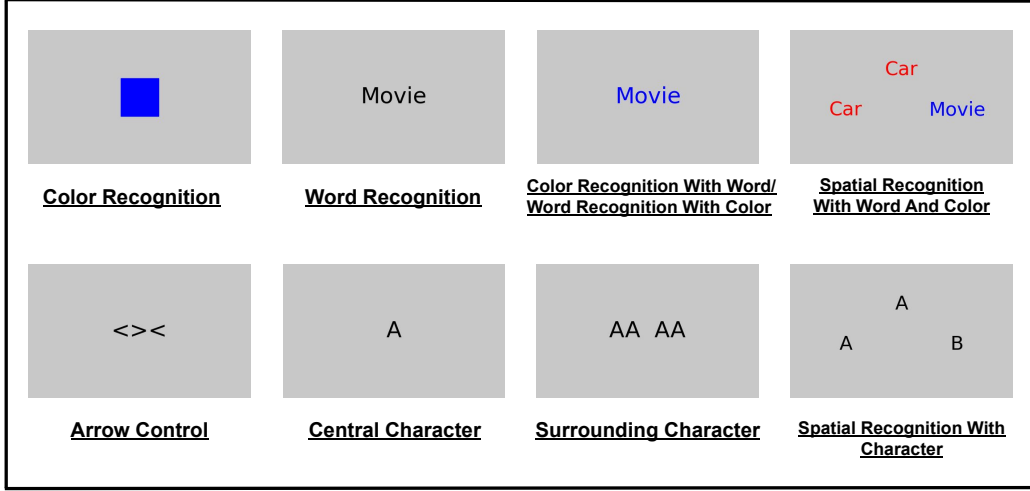 Movie
Movie
Car
Car Movie
Color Recognition
Word Recognition
Color Recognition With Word/
Word Recognition With Color
Spatial Recognition
With Word And Color
<><
A
AA AA
A
A B
Arrow Control
Central Character
Surrounding Character
Spatial Recognition With
Character